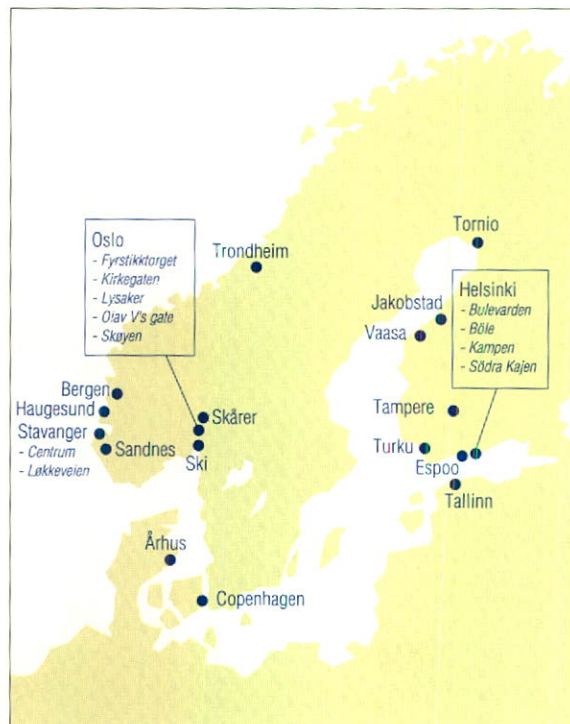 Oslo
- Fyrstikktorget
- Kirkegaten
- Lysaker
- Olav V's gate
- Skøyen
Trondheim
Tornio
Helsinki
- Bulevarden
- Böle
- Kampen
- Södra Kajen
Jakobstad
Vaasa
Bergen
Haugesund
Stavanger
- Centrum
- Løkkeveien
Sandnes
Skårer
Ski
Tampere
Turku
Espoo
Tallinn
Århus
Copenhagen